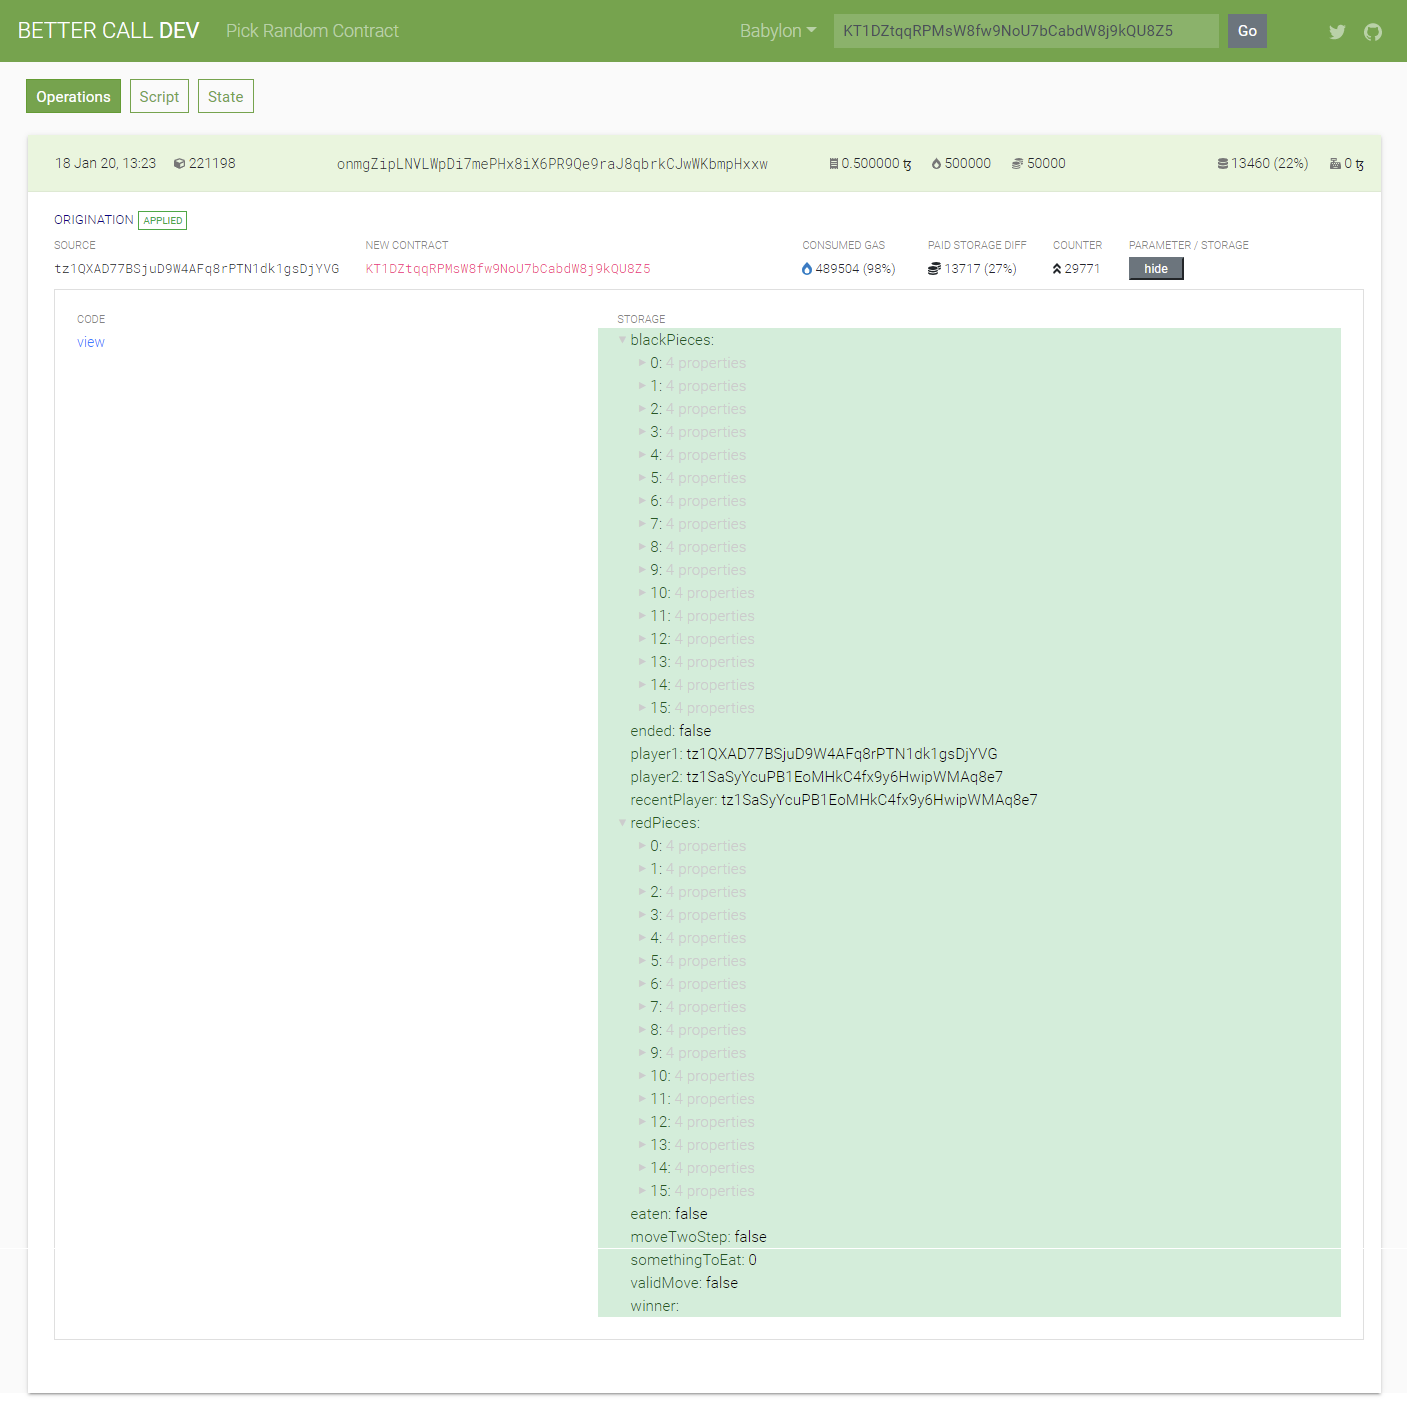 BETTER CALL DEV Pick Random Contract Babylon KT1DZtqqRPMsW8fw9NoU7bCabdW8j9kQU8Z5 Go
Operations Script State
18 Jan 20, 13:23 221198 onmgZipLNVLWpDi7mePHx8iX6PR9Qe9raJ8qbrkCJwWKbmpHxxw 0.500000 ꜩ 500000 50000 13460 (22%) 0 ꜩ
ORIGINATION APPLIED
SOURCE NEW CONTRACT CONSUMED GAS PAID STORAGE DIFF COUNTER PARAMETER / STORAGE
tz1QXAD77BSjuD9W4AFq8rPTN1dk1gsDjYVG KT1DZtqqRPMsW8fw9NoU7bCabdW8j9kQU8Z5 489504 (98%) 13717 (27%) 29771 hide
CODE STORAGE
view
blackPieces:
0: 4 properties
1: 4 properties
2: 4 properties
3: 4 properties
4: 4 properties
5: 4 properties
6: 4 properties
7: 4 properties
8: 4 properties
9: 4 properties
10: 4 properties
11: 4 properties
12: 4 properties
13: 4 properties
14: 4 properties
15: 4 properties
ended: false
player1: tz1QXAD77BSjuD9W4AFq8rPTN1dk1gsDjYVG
player2: tz1SaSyYcuPB1EoMHkC4fx9y6HwipWMAq8e7
recentPlayer: tz1SaSyYcuPB1EoMHkC4fx9y6HwipWMAq8e7
redPieces:
0: 4 properties
1: 4 properties
2: 4 properties
3: 4 properties
4: 4 properties
5: 4 properties
6: 4 properties
7: 4 properties
8: 4 properties
9: 4 properties
10: 4 properties
11: 4 properties
12: 4 properties
13: 4 properties
14: 4 properties
15: 4 properties
eaten: false
moveTwoStep: false
somethingToEat: 0
validMove: false
winner: